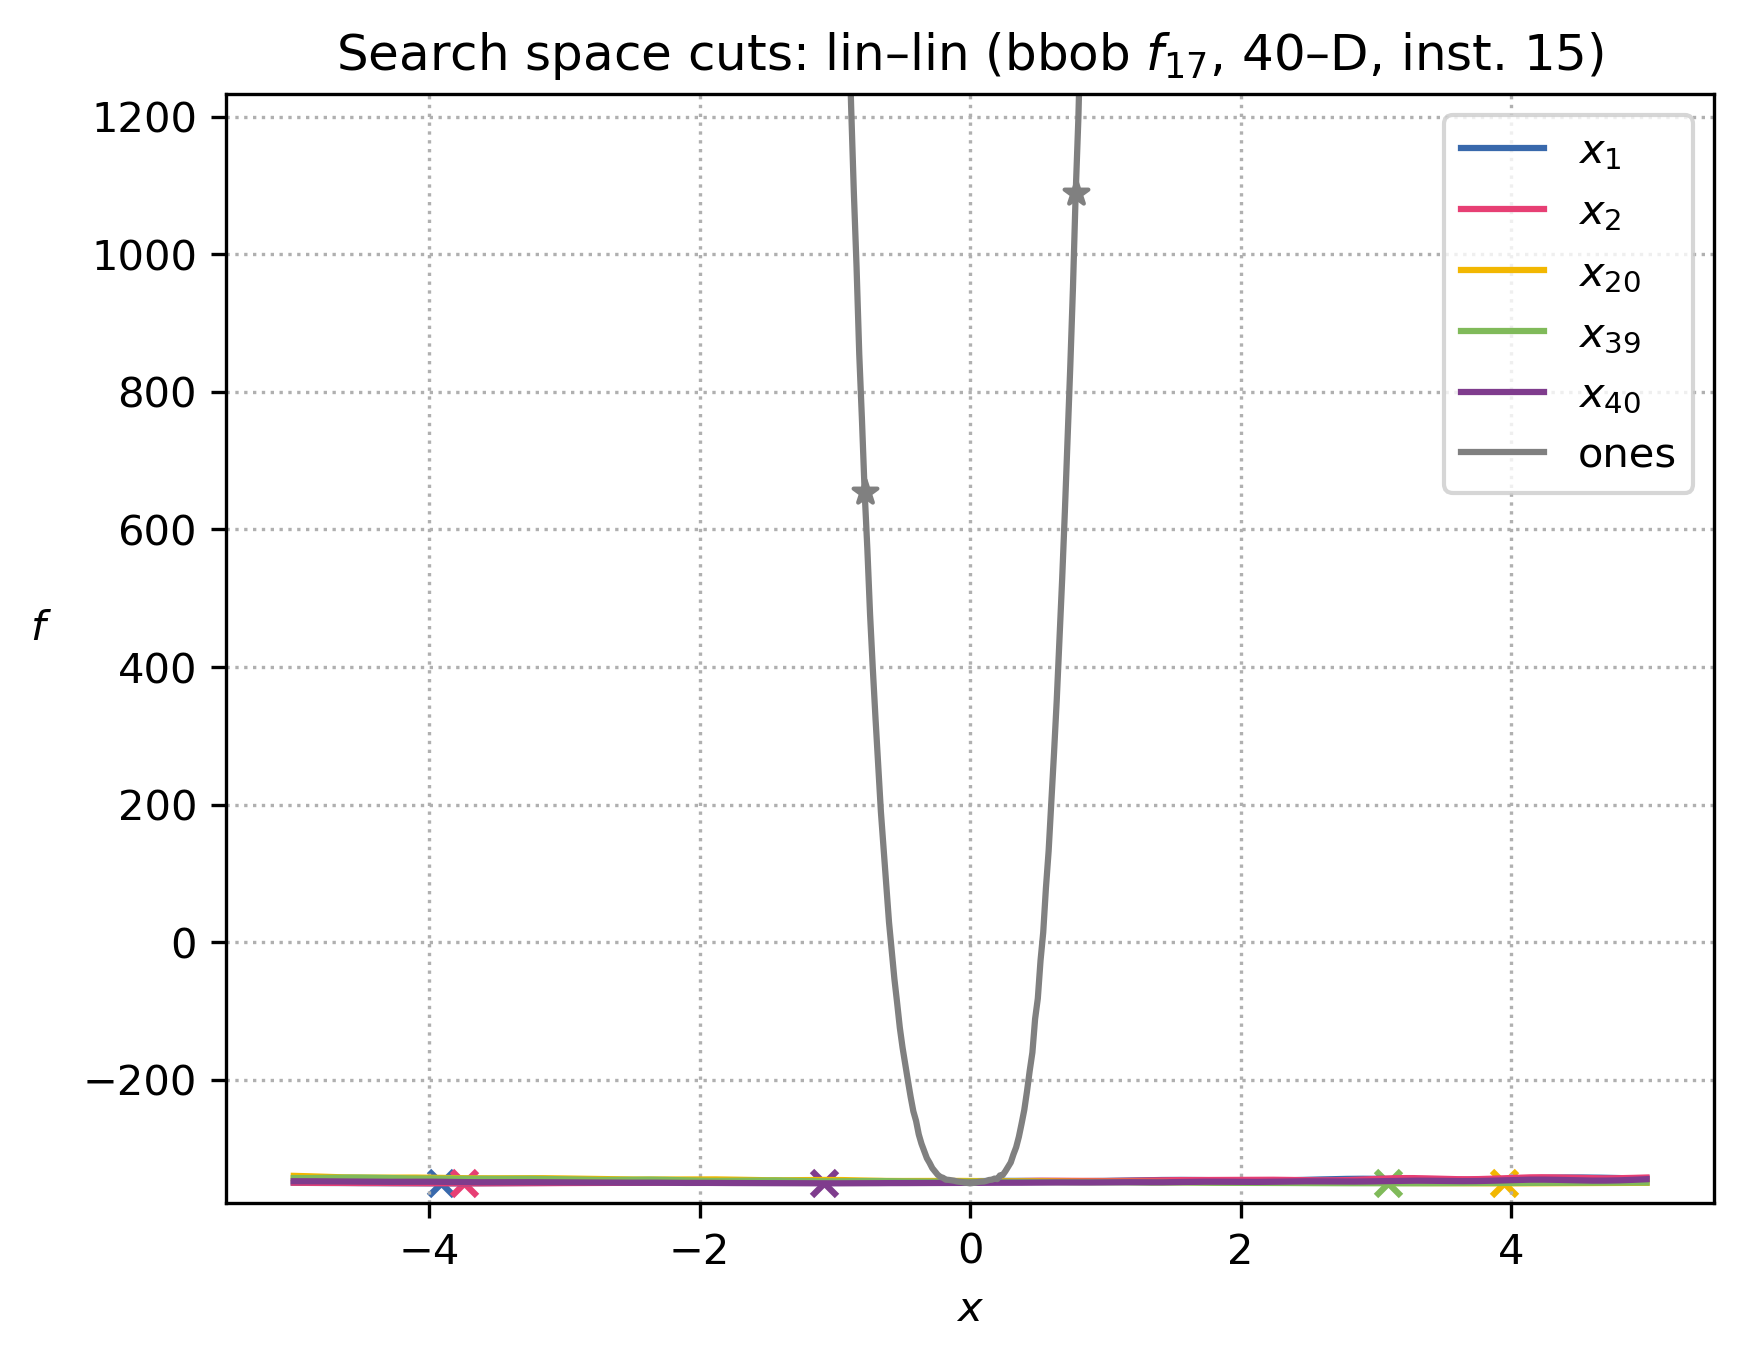 Search space cuts: lin–lin (bbob f₁₇, 40–D, inst. 15)
1200
1000
800
600
400
200
0
−200
f
x₁
x₂
x₂₀
x₃₉
x₄₀
ones
−4
−2
0
2
4
x